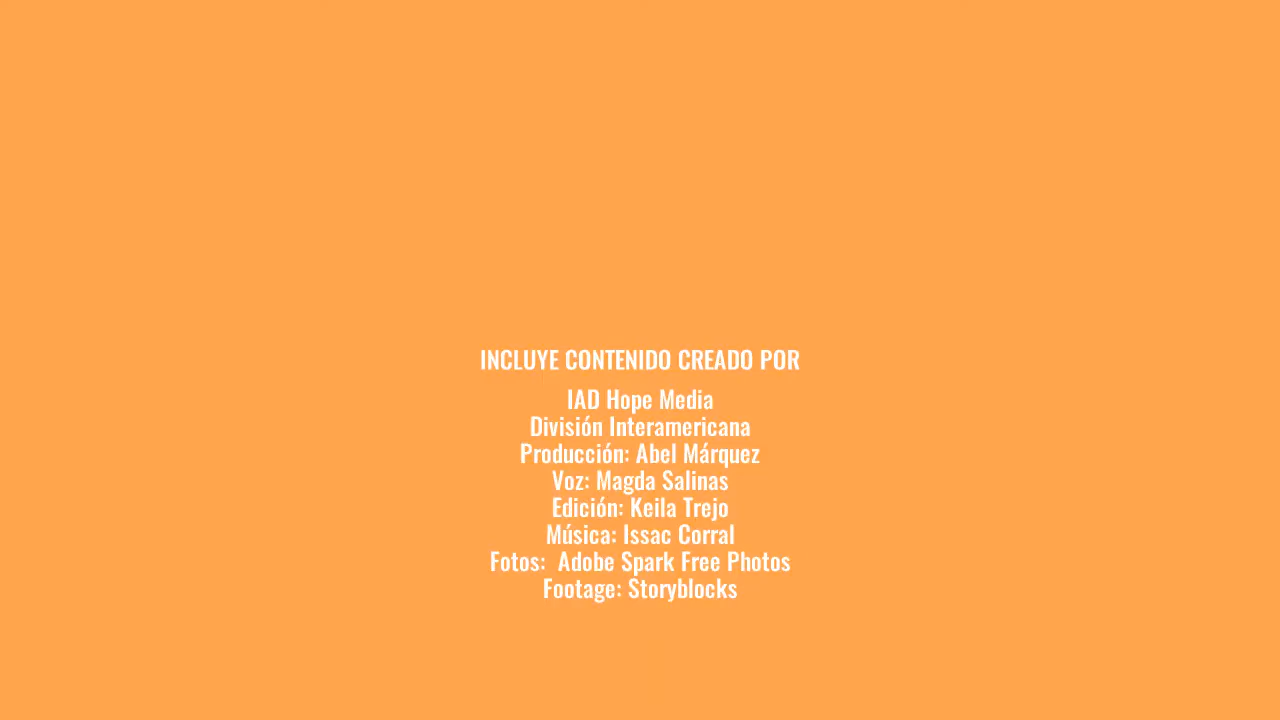 INCLUYE CONTENIDO CREADO POR
IAD Hope Media
División Interamericana
Producción: Abel Márquez
Voz: Magda Salinas
Edición: Keila Trejo
Música: Issac Corral
Fotos:  Adobe Spark Free Photos
Footage: Storyblocks